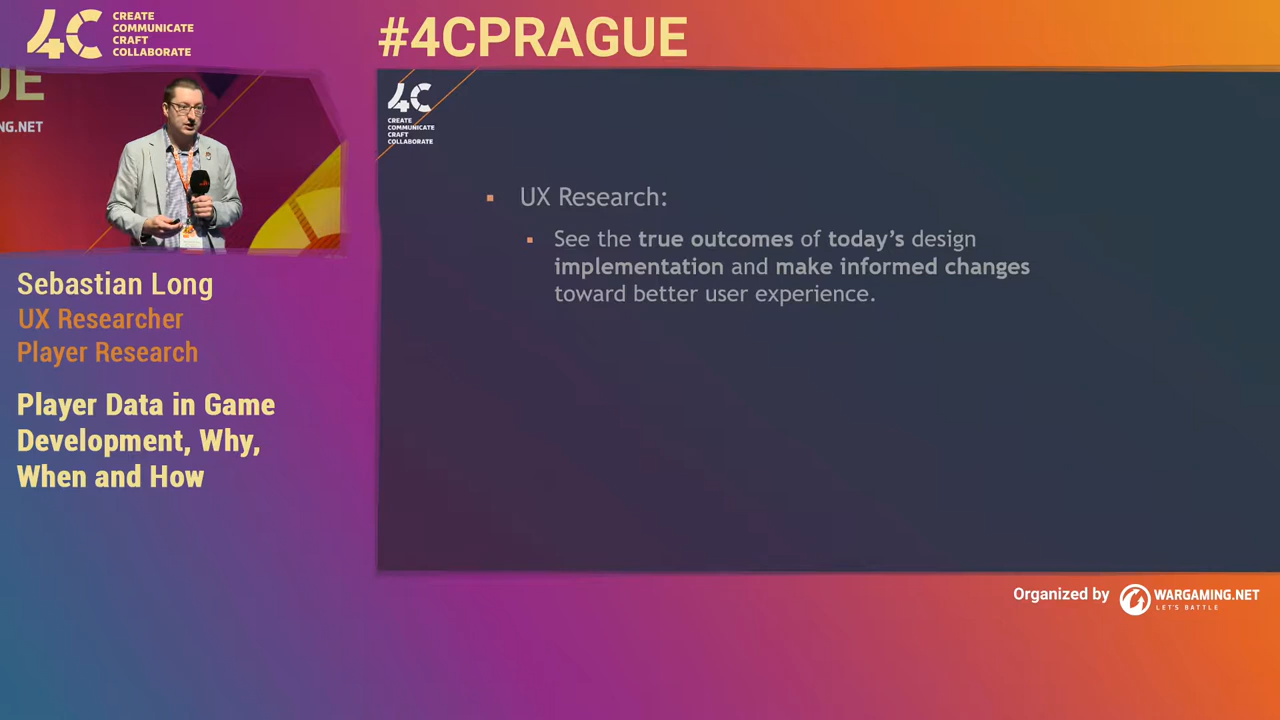 4C
CREATE
COMMUNICATE
CRAFT
COLLABORATE
#4CPRAGUE
UE
NG.NET
Sebastian Long
UX Researcher
Player Research
Player Data in Game
Development, Why,
When and How
4C
CREATE
COMMUNICATE
CRAFT
COLLABORATE
UX Research:
See the true outcomes of today’s design
implementation and make informed changes
toward better user experience.
Organized by
WARGAMING.NET
LET'S BATTLE